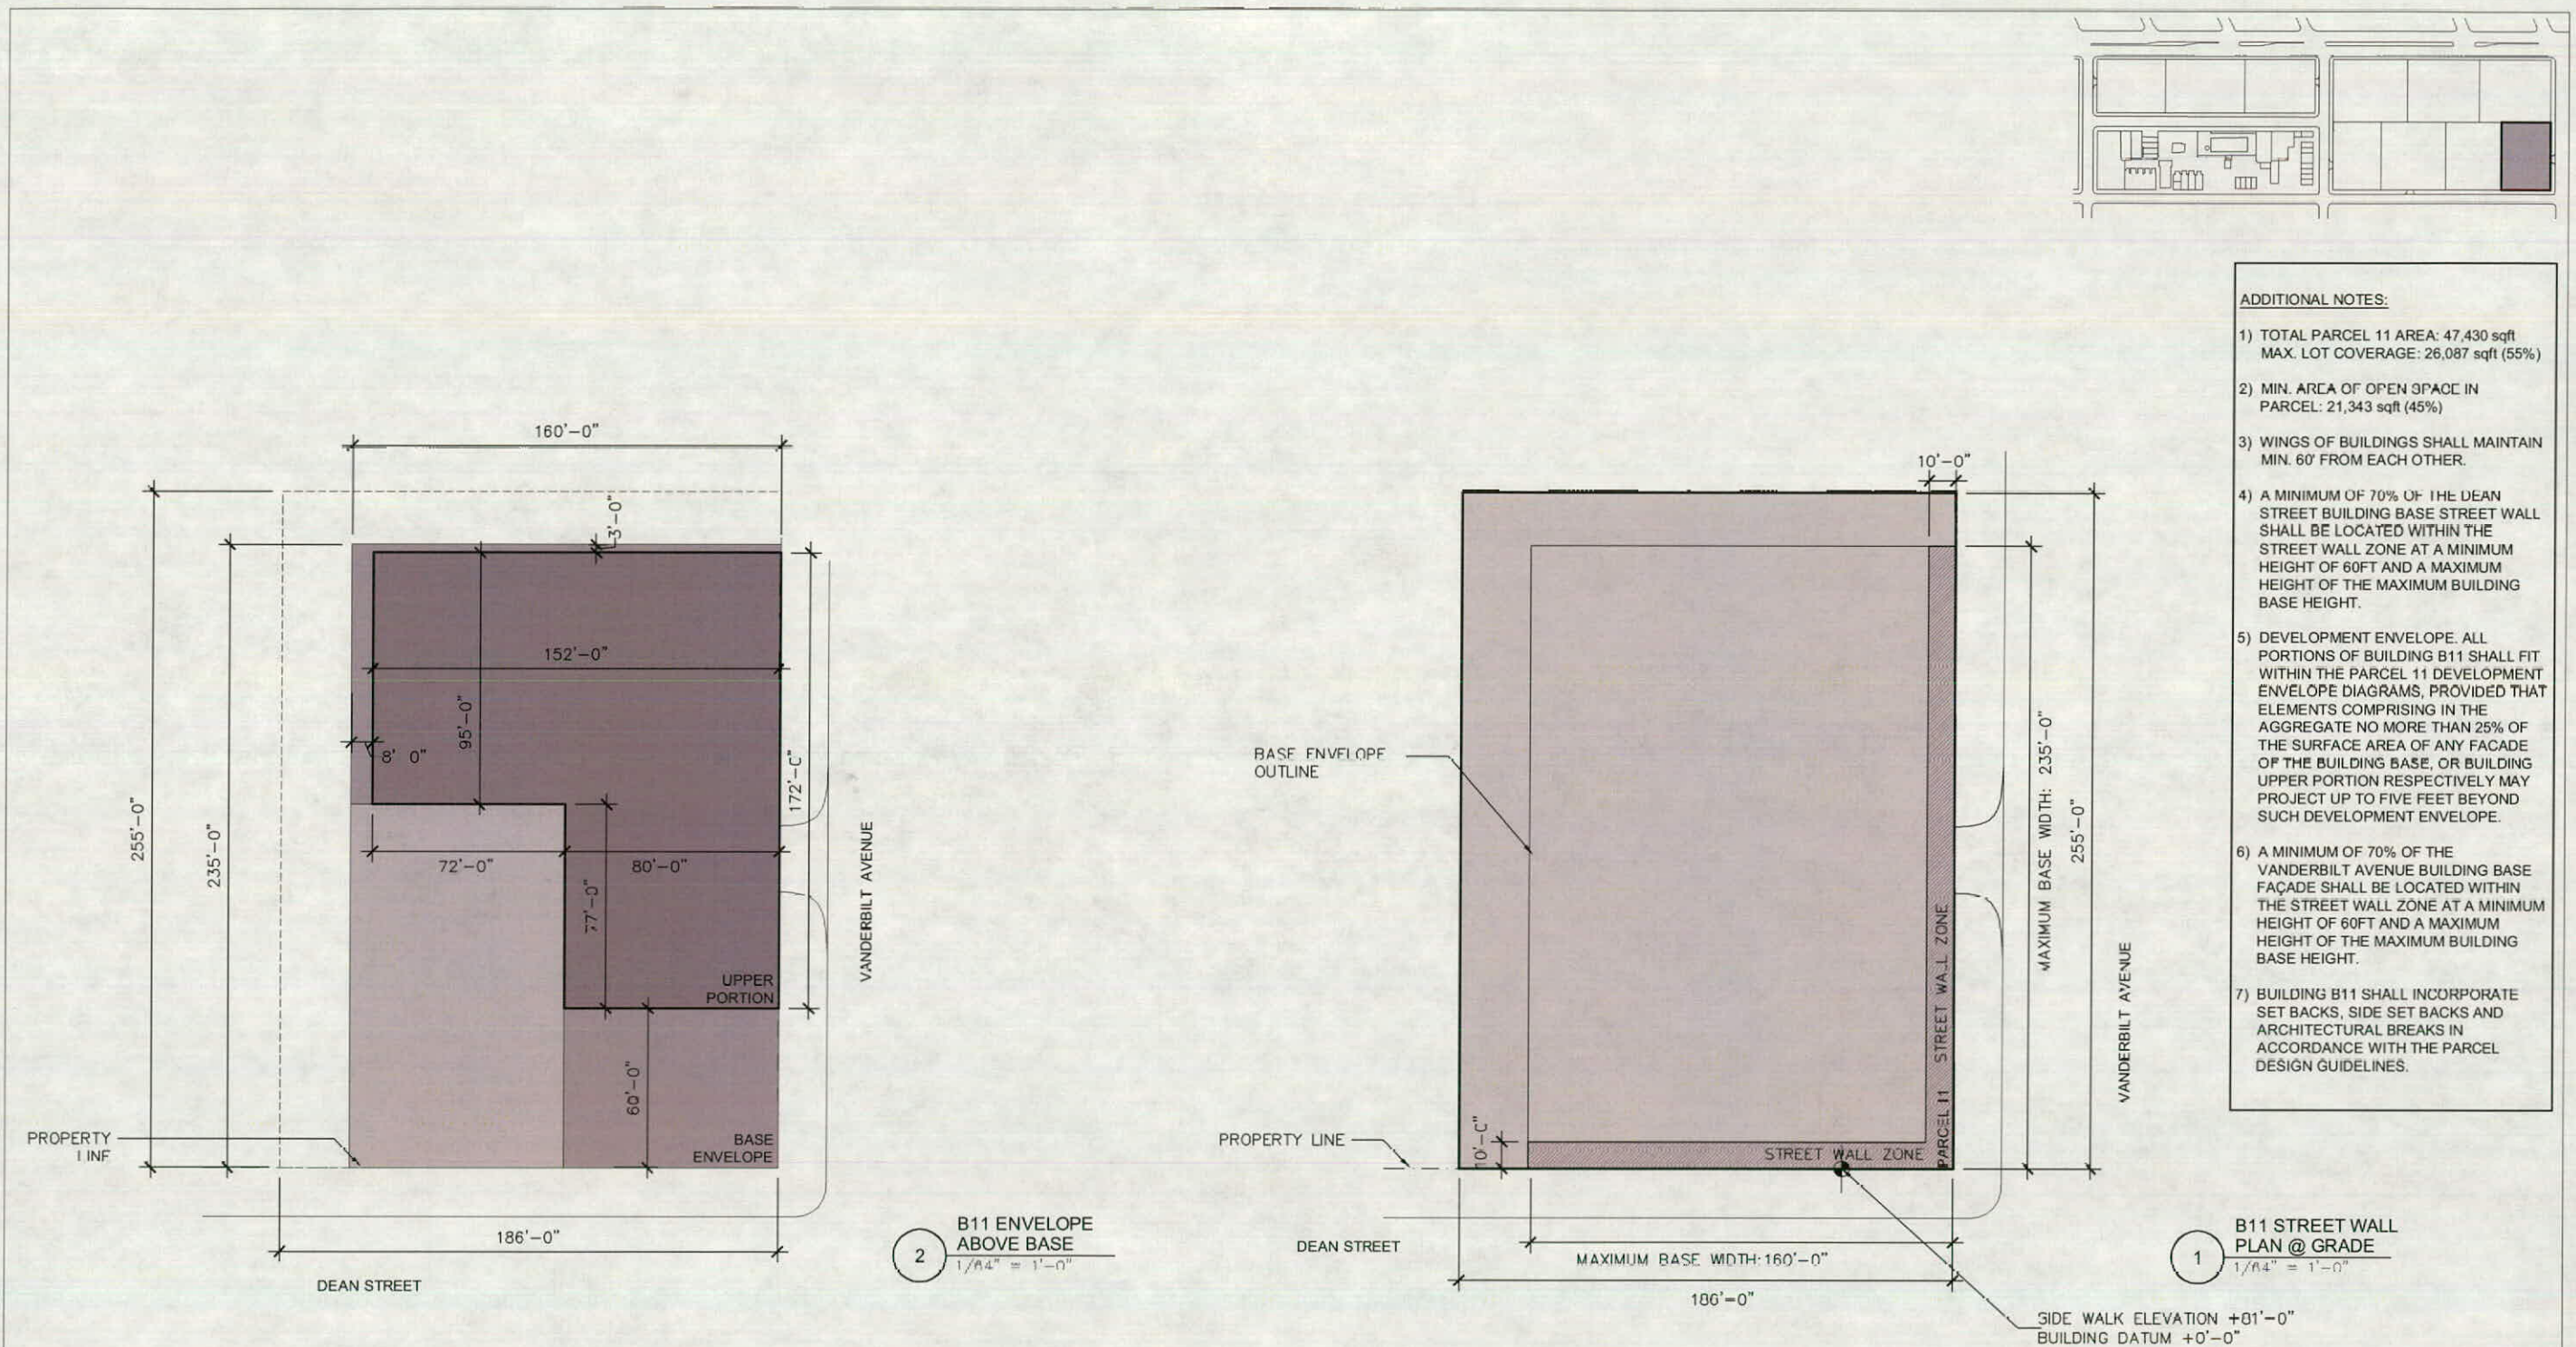 ADDITIONAL NOTES:
1) TOTAL PARCEL 11 AREA: 47,430 sqft
MAX. LOT COVERAGE: 26,087 sqft (55%)
2) MIN. AREA OF OPEN SPACE IN
PARCEL: 21,343 sqft (45%)
3) WINGS OF BUILDINGS SHALL MAINTAIN
MIN. 60' FROM EACH OTHER.
4) A MINIMUM OF 70% OF THE DEAN
STREET BUILDING BASE STREET WALL
SHALL BE LOCATED WITHIN THE
STREET WALL ZONE AT A MINIMUM
HEIGHT OF 60FT AND A MAXIMUM
HEIGHT OF THE MAXIMUM BUILDING
BASE HEIGHT.
5) DEVELOPMENT ENVELOPE. ALL
PORTIONS OF BUILDING B11 SHALL FIT
WITHIN THE PARCEL 11 DEVELOPMENT
ENVELOPE DIAGRAMS, PROVIDED THAT
ELEMENTS COMPRISING IN THE
AGGREGATE NO MORE THAN 25% OF
THE SURFACE AREA OF ANY FACADE
OF THE BUILDING BASE, OR BUILDING
UPPER PORTION RESPECTIVELY MAY
PROJECT UP TO FIVE FEET BEYOND
SUCH DEVELOPMENT ENVELOPE.
6) A MINIMUM OF 70% OF THE
VANDERBILT AVENUE BUILDING BASE
FAÇADE SHALL BE LOCATED WITHIN
THE STREET WALL ZONE AT A MINIMUM
HEIGHT OF 60FT AND A MAXIMUM
HEIGHT OF THE MAXIMUM BUILDING
BASE HEIGHT.
7) BUILDING B11 SHALL INCORPORATE
SET BACKS, SIDE SET BACKS AND
ARCHITECTURAL BREAKS IN
ACCORDANCE WITH THE PARCEL
DESIGN GUIDELINES.
160'-0"
3'-0"
152'-0"
95'-0"
8' 0"
172'-0"
255'-0"
235'-0"
72'-0"
80'-0"
77'-0"
VANDERBILT AVENUE
UPPER
PORTION
60'-0"
BASE
ENVELOPE
PROPERTY
LINE
186'-0"
DEAN STREET
2
B11 ENVELOPE
ABOVE BASE
1/64" = 1'-0"
10'-0"
BASE ENVELOPE
OUTLINE
MAXIMUM BASE WIDTH: 235'-0"
255'-0"
PARCEL 11 STREET WALL ZONE
VANDERBILT AVENUE
PROPERTY LINE
10'-0"
STREET WALL ZONE
DEAN STREET
MAXIMUM BASE WIDTH:160'-0"
186'-0"
1
B11 STREET WALL
PLAN @ GRADE
1/64" = 1'-0"
SIDE WALK ELEVATION +81'-0"
BUILDING DATUM +0'-0"